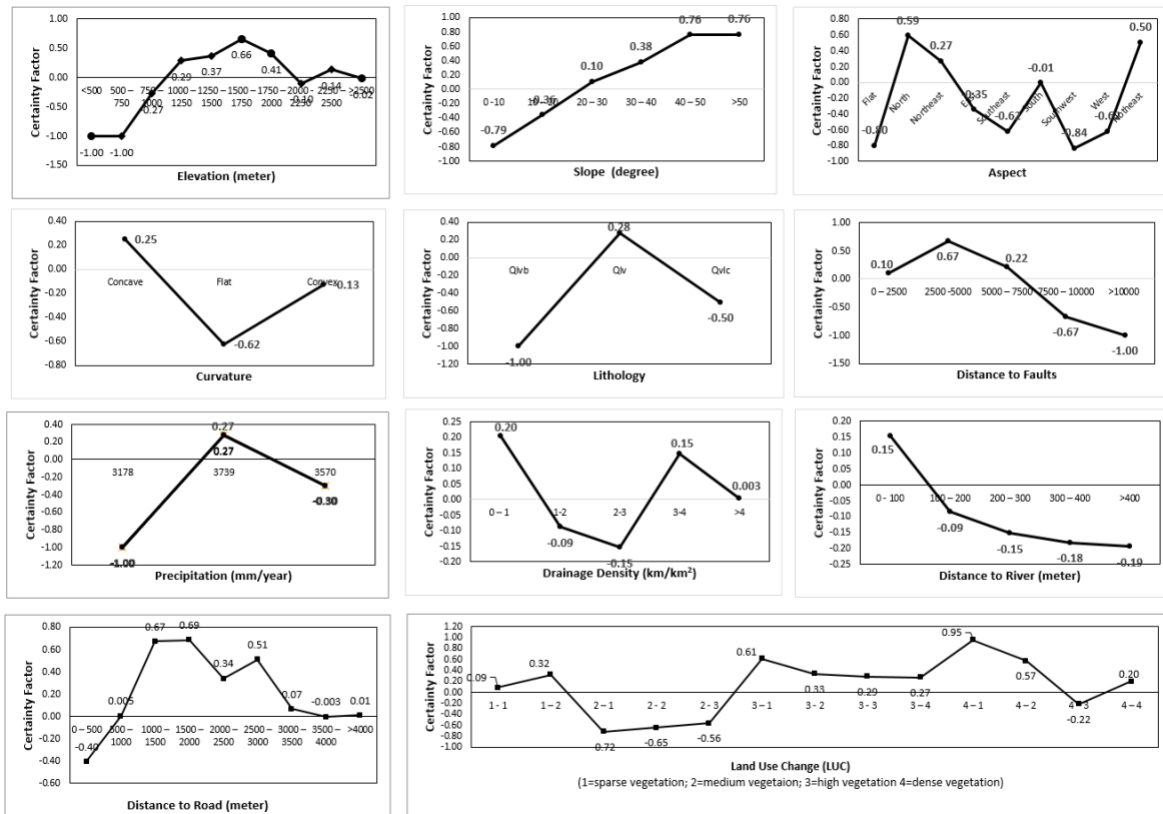 Certainty Factor
1.00
0.50
0.00
-0.50
-1.00
-1.50
<500
500 – 750
750 – 1000
1000 – 1250
1250 – 1500
1500 – 1750
1750 – 2000
2000 – 2250
2250 – 2500
>2500
-1.00
-1.00
-0.27
0.29
0.37
0.66
0.41
-0.10
0.14
-0.02
Elevation (meter)
Certainty Factor
1.00
0.80
0.60
0.40
0.20
0.00
-0.20
-0.40
-0.60
-0.80
-1.00
0 – 10
10 – 20
20 – 30
30 – 40
40 – 50
>50
-0.79
-0.36
0.10
0.38
0.76
0.76
Slope (degree)
Certainty Factor
0.80
0.60
0.40
0.20
0.00
-0.20
-0.40
-0.60
-0.80
-1.00
Flat
North
Northeast
East
Southeast
South
Southwest
West
Notheast
-0.80
0.59
0.27
-0.35
-0.62
-0.01
-0.84
0.50
Aspect
Certainty Factor
0.40
0.20
0.00
-0.20
-0.40
-0.60
-0.80
Concave
Flat
Convex
0.25
-0.62
-0.13
Curvature
Certainty Factor
0.40
0.20
0.00
-0.20
-0.40
-0.60
-0.80
-1.00
-1.20
Qlvb
Qlv
Qvlc
-1.00
0.28
-0.50
Lithology
Certainty Factor
1.00
0.50
0.00
-0.50
-1.00
-1.50
0 – 2500
2500 -5000
5000 – 7500
7500 – 10000
>10000
0.10
0.67
0.22
-0.67
-1.00
Distance to Faults
Certainty Factor
0.40
0.20
0.00
-0.20
-0.40
-0.60
-0.80
-1.00
-1.20
3178
3739
3570
-1.00
0.27
0.27
-0.30
Precipitation (mm/year)
Certainty Factor
0.25
0.20
0.15
0.10
0.05
0.00
-0.05
-0.10
-0.15
-0.20
0 – 1
1-2
2-3
3-4
>4
0.20
-0.09
-0.15
0.15
0.003
Drainage Density (km/km²)
Certainty Factor
0.20
0.15
0.10
0.05
0.00
-0.05
-0.10
-0.15
-0.20
-0.25
0 - 100
100 – 200
200 – 300
300 – 400
>400
0.15
-0.09
-0.15
-0.18
-0.19
Distance to River (meter)
Certainty Factor
0.80
0.60
0.40
0.20
0.00
-0.20
-0.40
-0.60
0 – 500
500 – 1000
1000 – 1500
1500 – 2000
2000 – 2500
2500 – 3000
3000 – 3500
3500 – 4000
>4000
-0.40
0.005
0.67
0.69
0.34
0.51
0.07
-0.003
0.01
Distance to Road (meter)
Certainty Factor
1.20
1.00
0.80
0.60
0.40
0.20
0.00
-0.20
-0.40
-0.60
-0.80
-1.00
1 – 1
1 – 2
2 – 1
2 – 2
2 – 3
3 – 1
3 – 2
3 – 3
3 – 4
4 – 1
4 – 2
4 – 3
4 – 4
0.09
0.32
-0.72
-0.65
-0.56
0.61
0.33
0.29
0.27
0.95
0.57
-0.22
0.20
Land Use Change (LUC)
(1=sparse vegetation; 2=medium vegetaion; 3=high vegetation 4=dense vegetation)